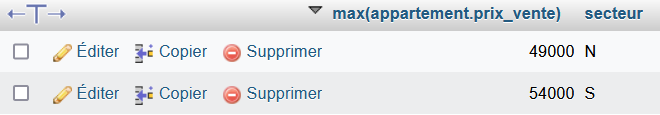 max(appartement.prix_vente) secteur
Éditer Copier Supprimer 49000 N
Éditer Copier Supprimer 54000 S